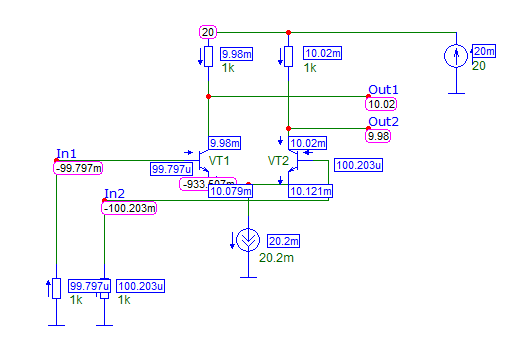 20
9.98m
10.02m
20m
1k
1k
20
Out1
10.02
Out2
9.98m
10.02m
9.98
In1
VT1
VT2
-99.797m
99.797u
100.203u
-933.607m
10.079m
10.121m
In2
-100.203m
20.2m
20.2m
99.797u
100.203u
1k
1k